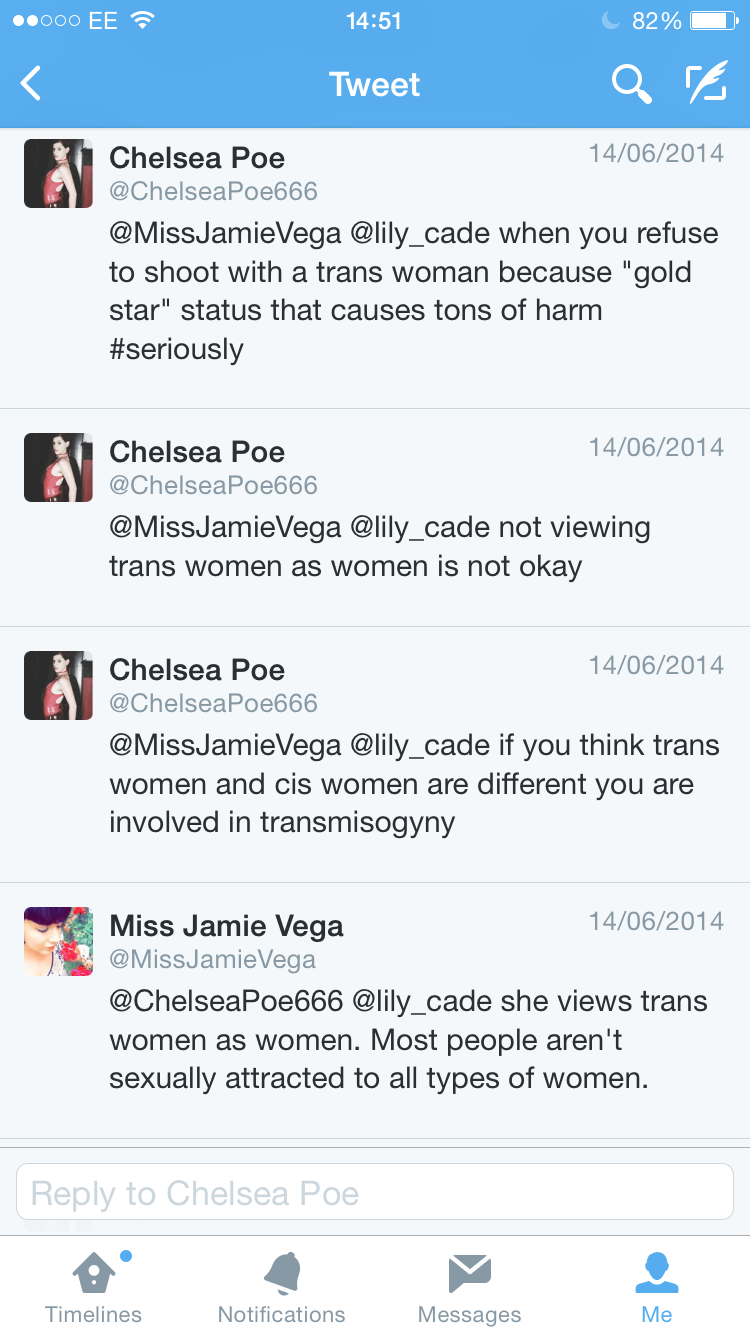 EE 14:51 82%
Tweet
Chelsea Poe 14/06/2014
@ChelseaPoe666
@MissJamieVega @lily_cade when you refuse
to shoot with a trans woman because "gold
star" status that causes tons of harm
#seriously
Chelsea Poe 14/06/2014
@ChelseaPoe666
@MissJamieVega @lily_cade not viewing
trans women as women is not okay
Chelsea Poe 14/06/2014
@ChelseaPoe666
@MissJamieVega @lily_cade if you think trans
women and cis women are different you are
involved in transmisogyny
Miss Jamie Vega 14/06/2014
@MissJamieVega
@ChelseaPoe666 @lily_cade she views trans
women as women. Most people aren't
sexually attracted to all types of women.
Reply to Chelsea Poe
Timelines Notifications Messages Me